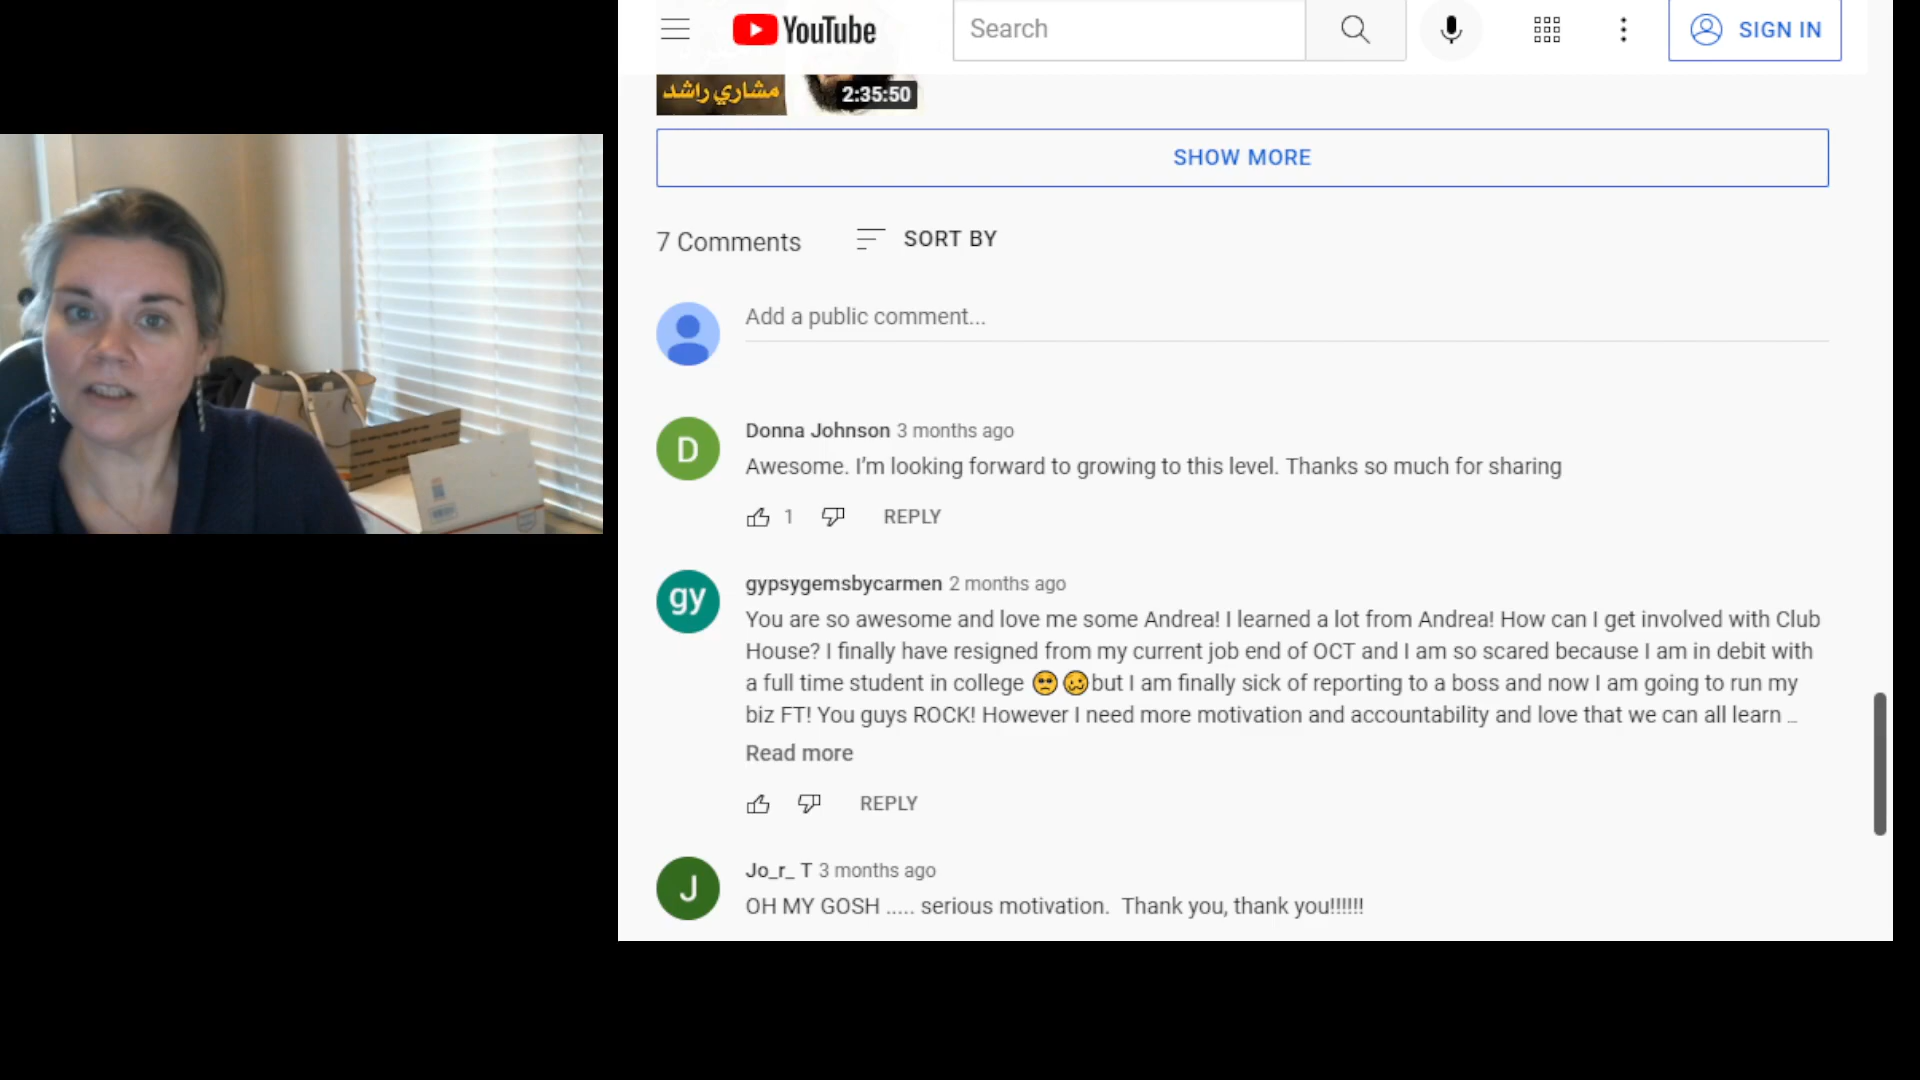 YouTube
Search
SIGN IN
مشاري راشد
2:35:50
SHOW MORE
7 Comments
SORT BY
Add a public comment...
D
Donna Johnson 3 months ago
Awesome. I'm looking forward to growing to this level. Thanks so much for sharing
1
REPLY
gy
gypsygemsbycarmen 2 months ago
You are so awesome and love me some Andrea! I learned a lot from Andrea! How can I get involved with Club
House? I finally have resigned from my current job end of OCT and I am so scared because I am in debit with
a full time student in college 🥺🥴but I am finally sick of reporting to a boss and now I am going to run my
biz FT! You guys ROCK! However I need more motivation and accountability and love that we can all learn ...
Read more
REPLY
J
Jo_r_ T 3 months ago
OH MY GOSH ..... serious motivation. Thank you, thank you!!!!!!